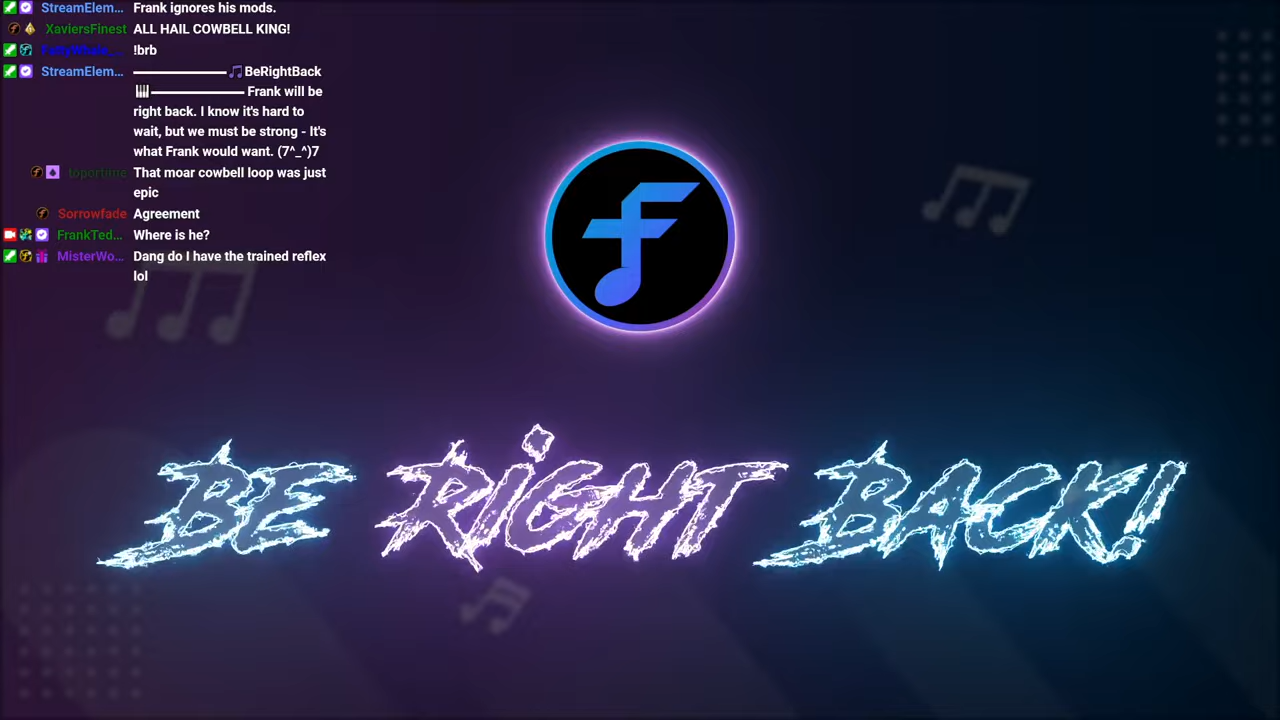 StreamElem… Frank ignores his mods.
XaviersFinest ALL HAIL COWBELL KING!
!brb
StreamElem… BeRightBack
Frank will be
right back. I know it's hard to
wait, but we must be strong - It's
what Frank would want. (7^_^)7
toportime That moar cowbell loop was just
epic
Sorrowfade Agreement
FrankTed… Where is he?
MisterWo… Dang do I have the trained reflex
lol
BE RIGHT BACK!